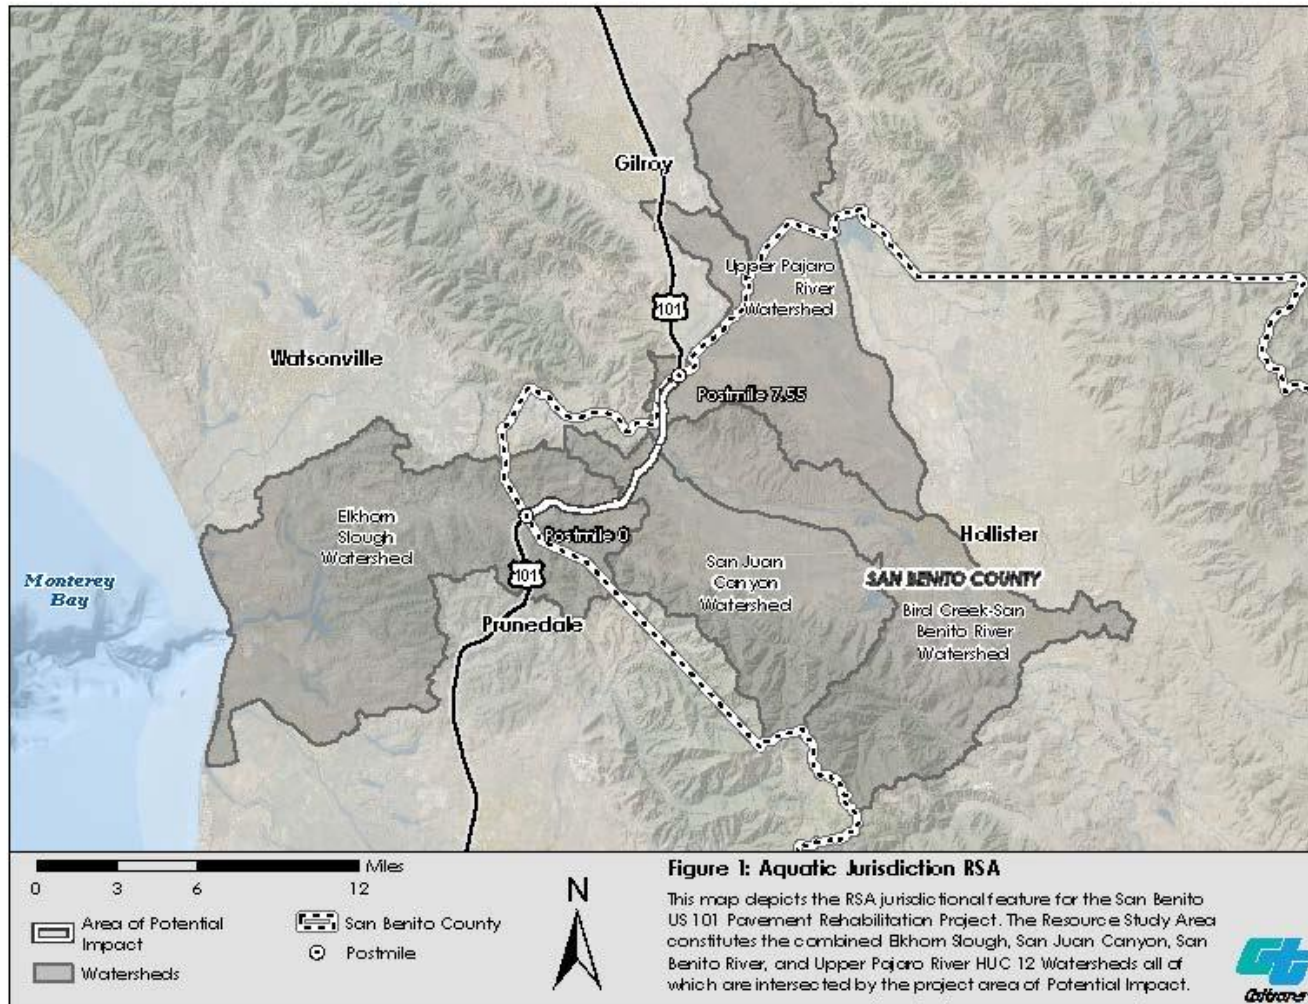 Gilroy
Upper Pajaro
River
Watershed
101
Watsonville
Postmile 7.55
Elkhorn
Slough
Watershed
Postmile 0
Hollister
San Juan
Canyon
Watershed
SAN BENITO COUNTY
Monterey
Bay
101
Bird Creek-San
Benito River
Watershed
Prunedale
Miles
0 3 6 12
Area of Potential
Impact
Watersheds
San Benito County
Postmile
N
Figure 1: Aquatic Jurisdiction RSA
This map depicts the RSA jurisdictional feature for the San Benito
US 101 Pavement Rehabilitation Project. The Resource Study Area
constitutes the combined Elkhorn Slough, San Juan Canyon, San
Benito River, and Upper Pajaro River HUC 12 Watersheds all of
which are intersected by the project area of Potential Impact.
Caltrans